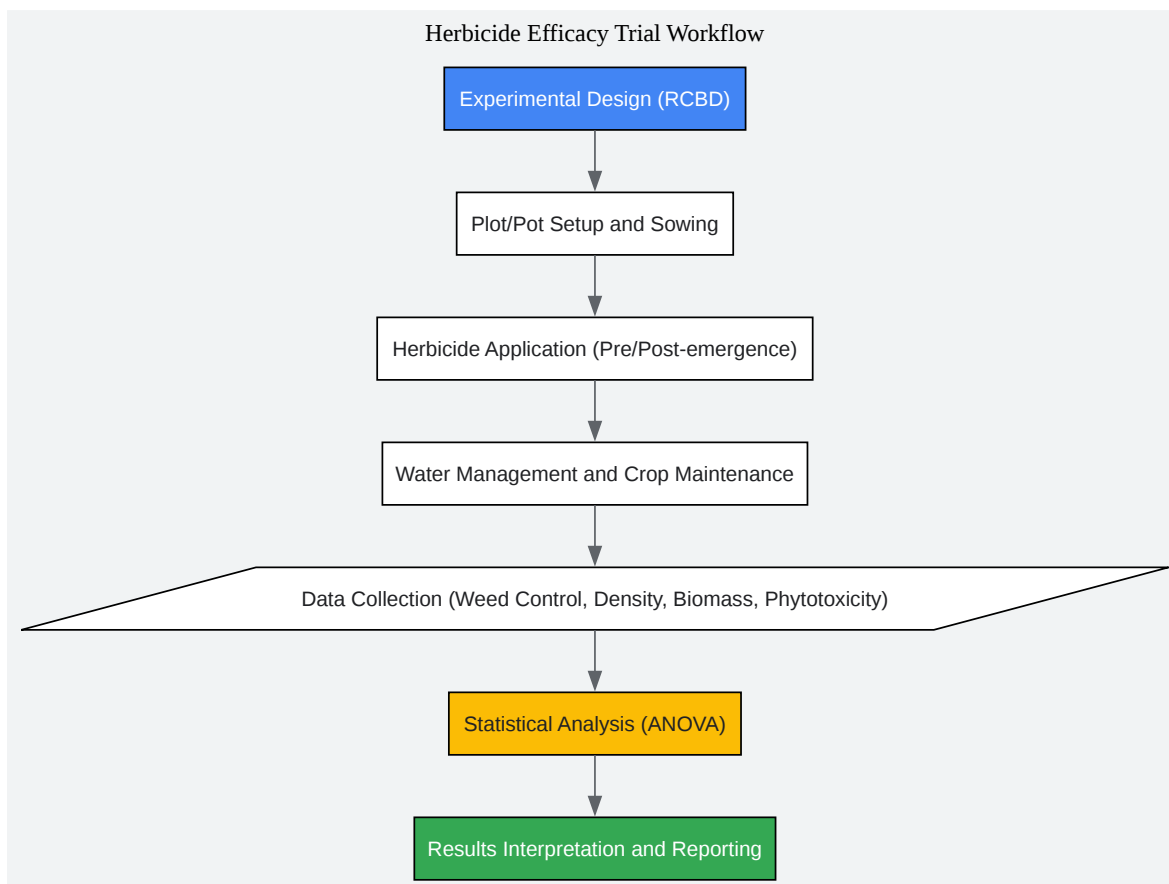 Herbicide Efficacy Trial Workflow
Experimental Design (RCBD)
Plot/Pot Setup and Sowing
Herbicide Application (Pre/Post-emergence)
Water Management and Crop Maintenance
Data Collection (Weed Control, Density, Biomass, Phytotoxicity)
Statistical Analysis (ANOVA)
Results Interpretation and Reporting